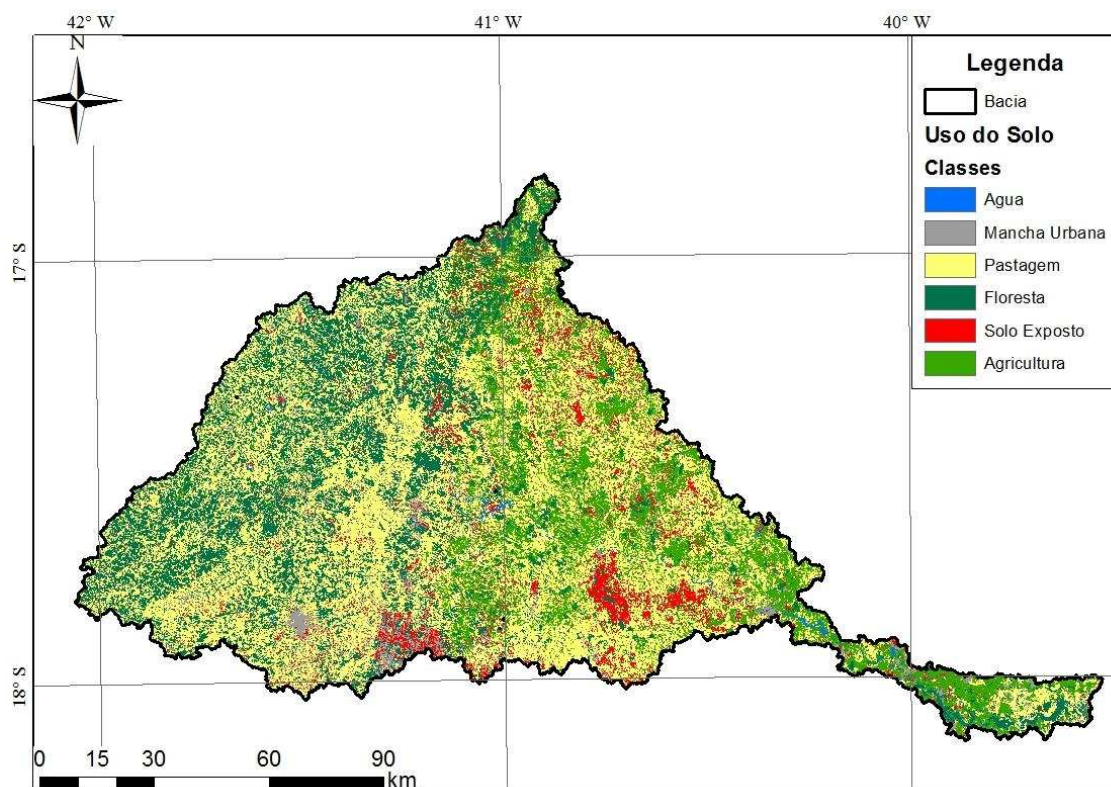 42° W
41° W
40° W
N
17° S
18° S
Legenda
Bacia
Uso do Solo
Classes
Agua
Mancha Urbana
Pastagem
Floresta
Solo Exposto
Agricultura
0 15 30 60 90
km